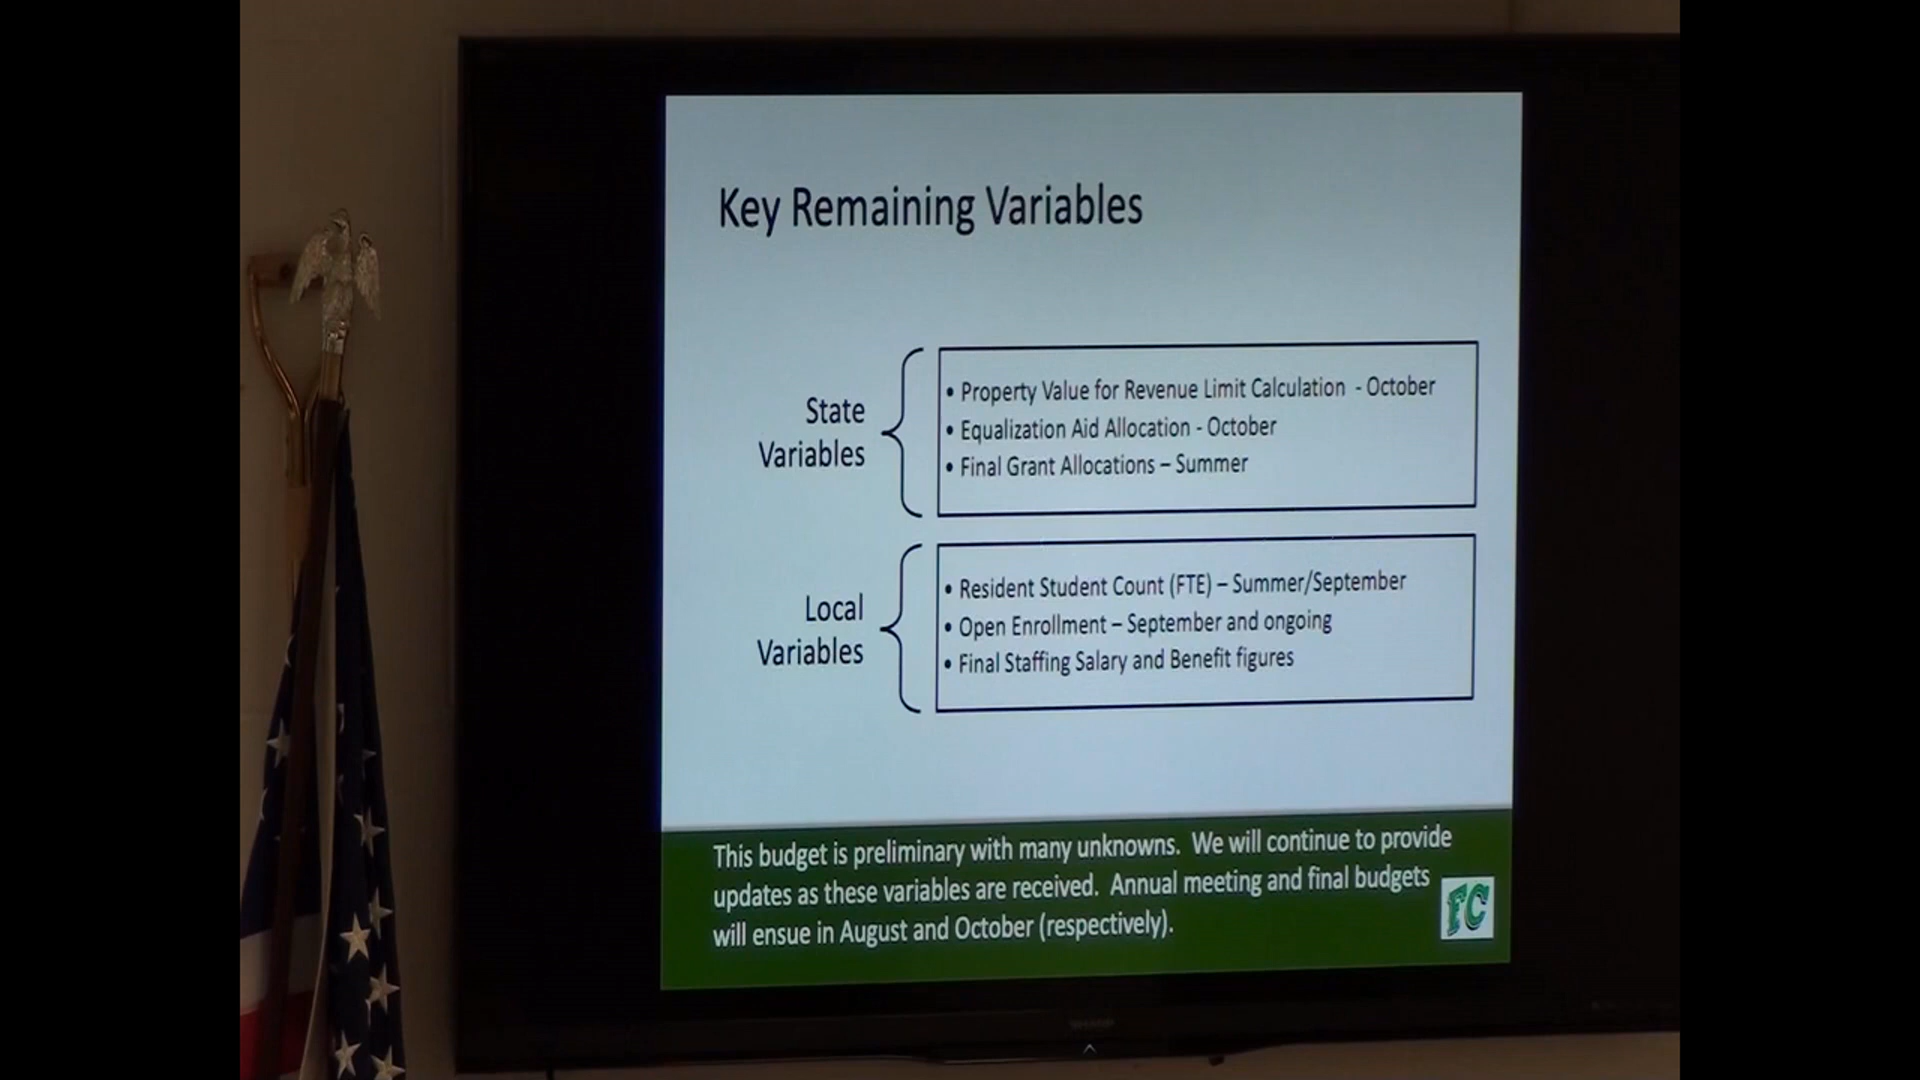 Key Remaining Variables
State
Variables
• Property Value for Revenue Limit Calculation - October
• Equalization Aid Allocation - October
• Final Grant Allocations – Summer
Local
Variables
• Resident Student Count (FTE) – Summer/September
• Open Enrollment – September and ongoing
• Final Staffing Salary and Benefit figures
This budget is preliminary with many unknowns. We will continue to provide
updates as these variables are received. Annual meeting and final budgets
will ensue in August and October (respectively).
FC
SHARP